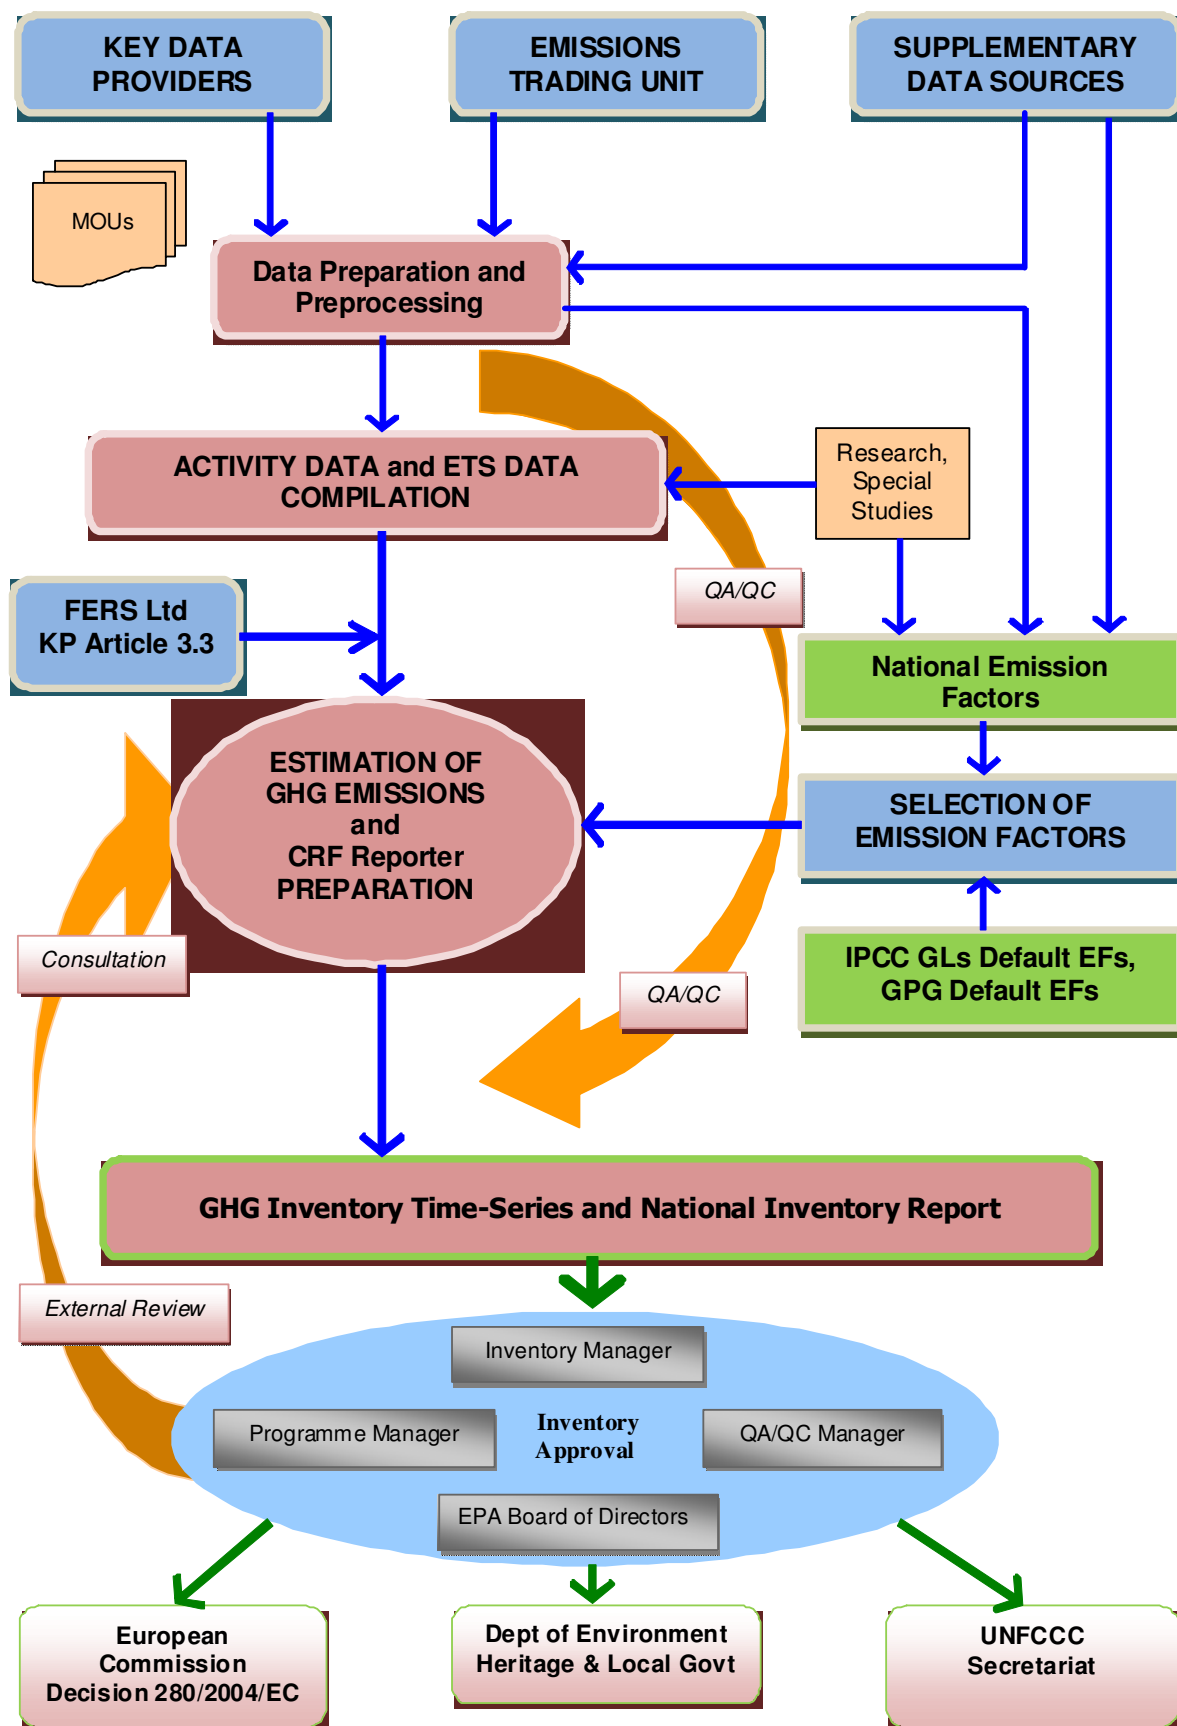 KEY DATA
PROVIDERS
EMISSIONS
TRADING UNIT
SUPPLEMENTARY
DATA SOURCES
MOUs
Data Preparation and
Preprocessing
ACTIVITY DATA and ETS DATA
COMPILATION
Research,
Special
Studies
QA/QC
FERS Ltd
KP Article 3.3
National Emission
Factors
ESTIMATION OF
GHG EMISSIONS
and
CRF Reporter
PREPARATION
SELECTION OF
EMISSION FACTORS
Consultation
IPCC GLs Default EFs,
GPG Default EFs
QA/QC
GHG Inventory Time-Series and National Inventory Report
External Review
Inventory Manager
Programme Manager
Inventory
Approval
QA/QC Manager
EPA Board of Directors
European
Commission
Decision 280/2004/EC
Dept of Environment
Heritage & Local Govt
UNFCCC
Secretariat